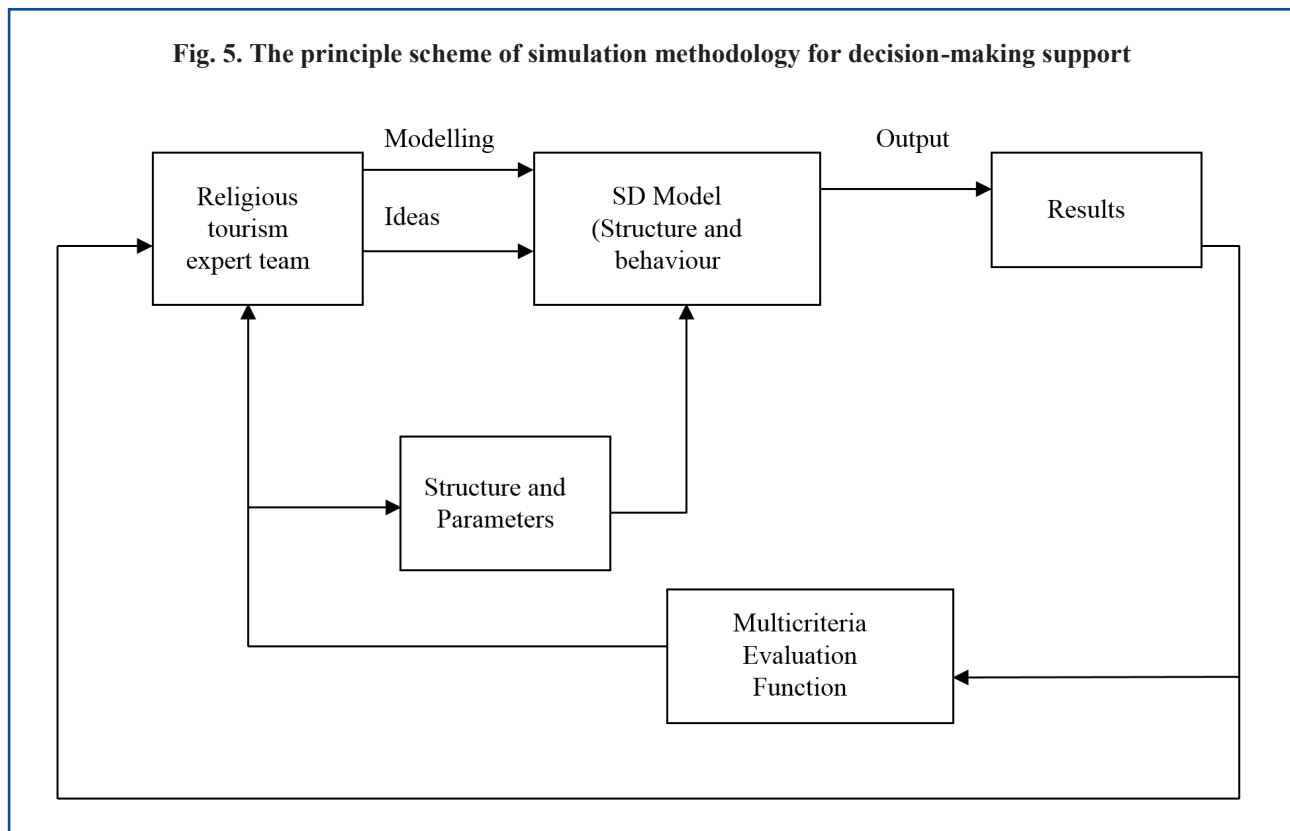 Fig. 5. The principle scheme of simulation methodology for decision-making support
Modelling
Output
Religious
tourism
expert team
Ideas
SD Model
(Structure and
behaviour
Results
Structure and
Parameters
Multicriteria
Evaluation
Function